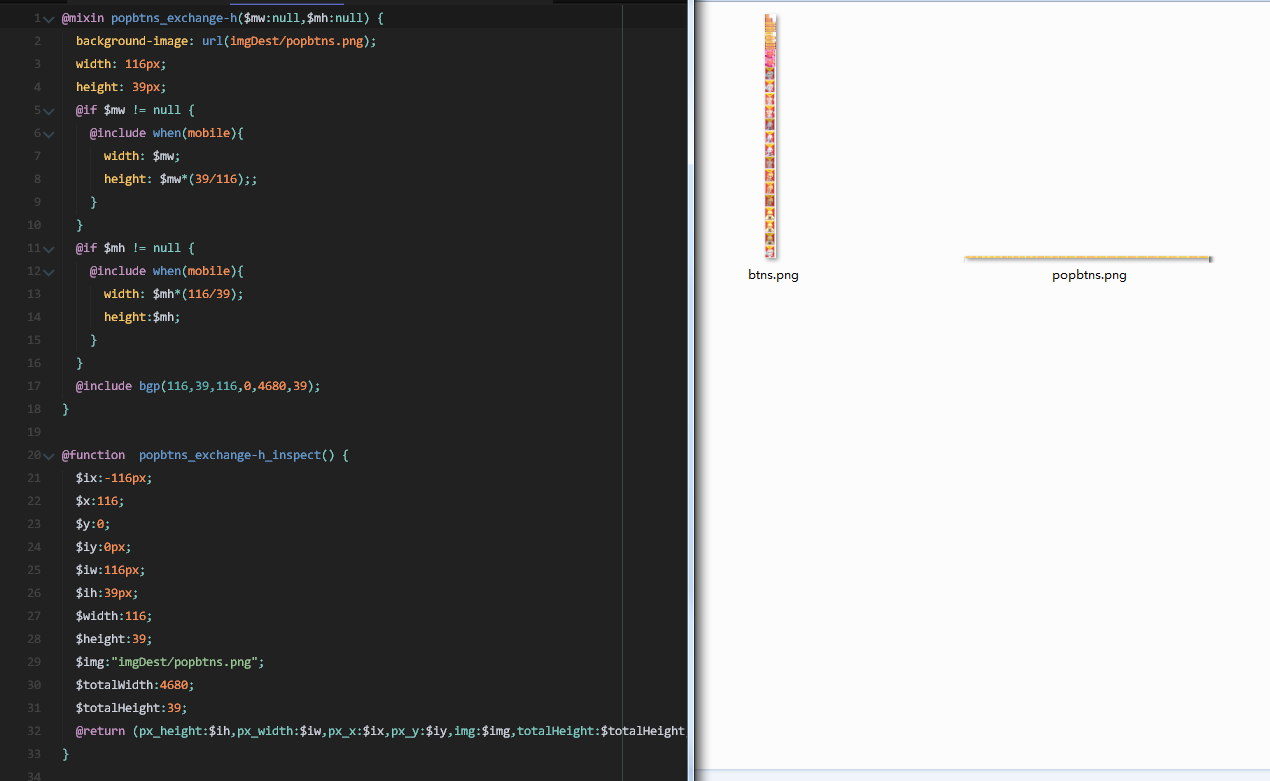 1 @mixin popbtns_exchange-h($mw:null,$mh:null) {
2 background-image: url(imgDest/popbtns.png);
3 width: 116px;
4 height: 39px;
5 @if $mw != null {
6 @include when(mobile){
7 width: $mw;
8 height: $mw*(39/116);;
9 }
10 }
11 @if $mh != null {
12 @include when(mobile){
13 width: $mh*(116/39);
14 height:$mh;
15 }
16 }
17 @include bgp(116,39,116,0,4680,39);
18 }
19
20 @function  popbtns_exchange-h_inspect() {
21 $ix:-116px;
22 $x:116;
23 $y:0;
24 $iy:0px;
25 $iw:116px;
26 $ih:39px;
27 $width:116;
28 $height:39;
29 $img:"imgDest/popbtns.png";
30 $totalWidth:4680;
31 $totalHeight:39;
32 @return (px_height:$ih,px_width:$iw,px_x:$ix,px_y:$iy,img:$img,totalHeight:$totalHeight
33 }
34
btns.png
popbtns.png